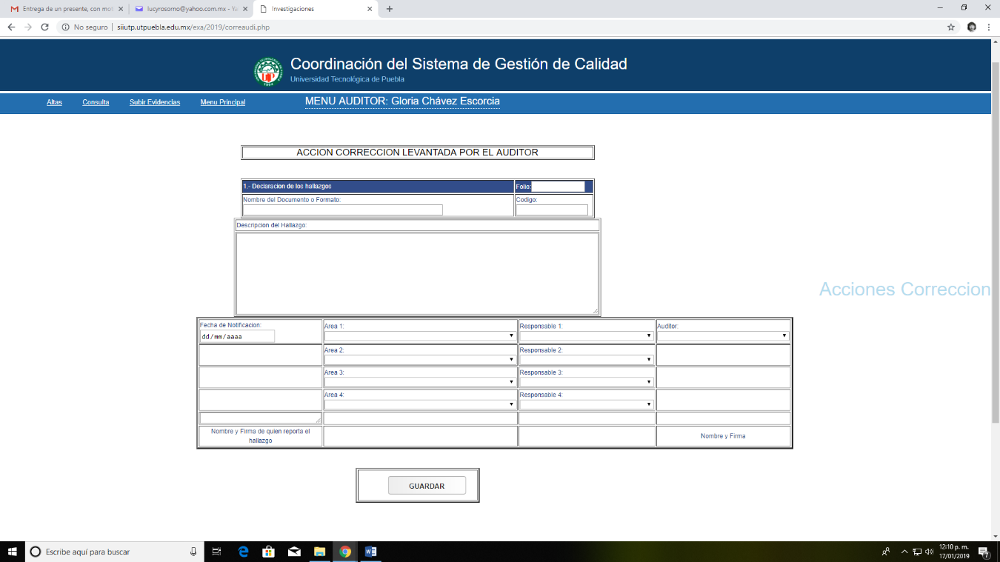 Entrega de un presente, con mot
lucyrosorno@yahoo.com.mx - Ya
Investigaciones
No seguro | siiutp.utpuebla.edu.mx/exa/2019/correaudi.php
Coordinación del Sistema de Gestión de Calidad
Universidad Tecnológica de Puebla
Altas Consulta Subir Evidencias Menu Principal MENU AUDITOR: Gloria Chávez Escorcia
ACCION CORRECCION LEVANTADA POR EL AUDITOR
1.- Declaracion de los hallazgos Folio:
Nombre del Documento o Formato: Codigo:
Descripcion del Hallazgo:
Acciones Correccion
Fecha de Notificacion: Area 1: Responsable 1: Auditor:
dd/mm/aaaa
Area 2: Responsable 2:
Area 3: Responsable 3:
Area 4: Responsable 4:
Nombre y Firma de quien reporta el
hallazgo
Nombre y Firma
GUARDAR
Escribe aquí para buscar
12:10 p. m.
17/01/2019
7